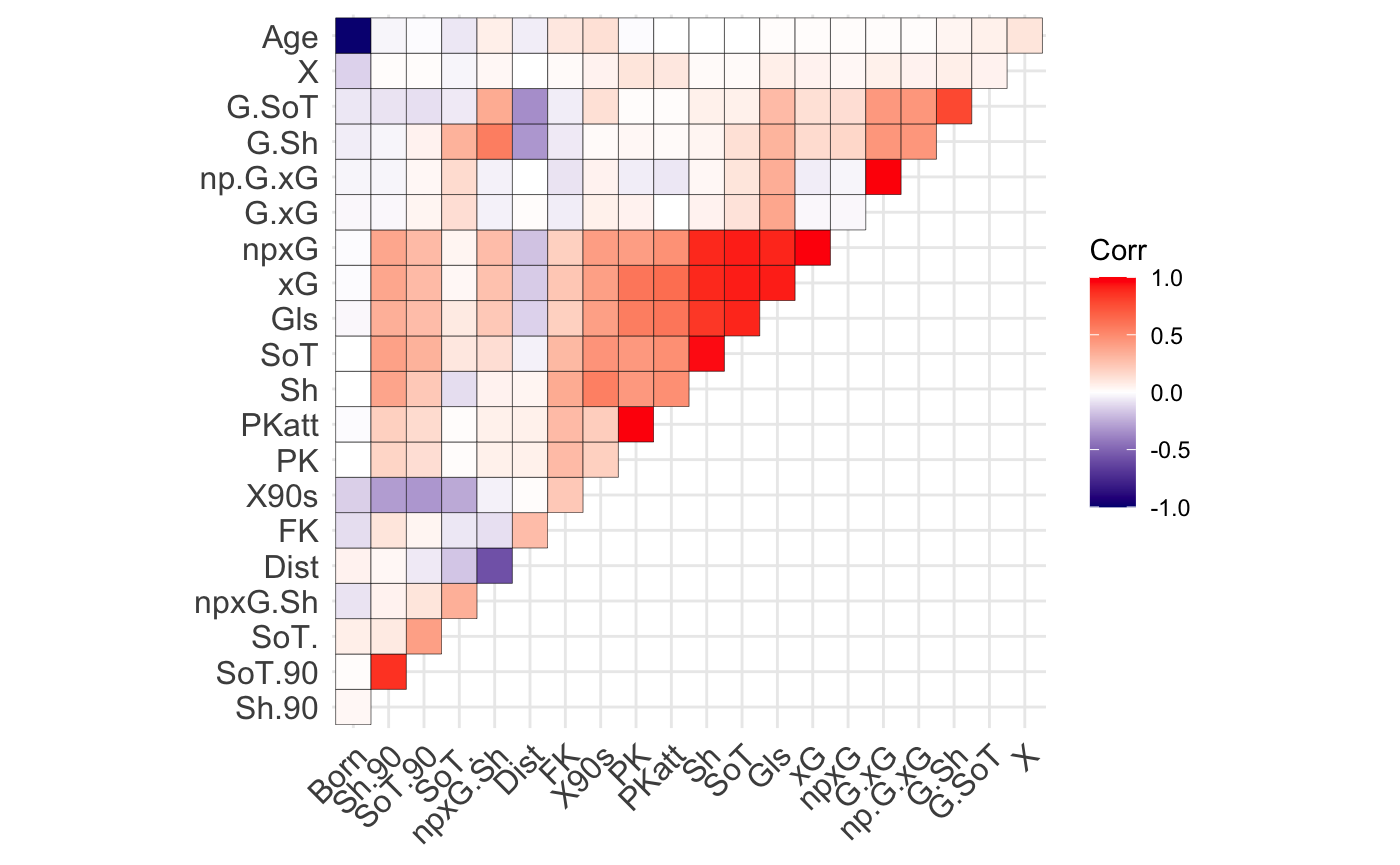 Age
X
G.SoT
G.Sh
np.G.xG
G.xG
npxG
xG
Gls
SoT
Sh
PKatt
PK
X90s
FK
Dist
npxG.Sh
SoT.
SoT.90
Sh.90
Born
Sh.90
SoT.90
SoT.
npxG.Sh
Dist
FK
X90s
PK
PKatt
Sh
SoT
Gls
xG
npxG
G.xG
np.G.xG
G.Sh
G.SoT
X
Corr
1.0
0.5
0.0
-0.5
-1.0